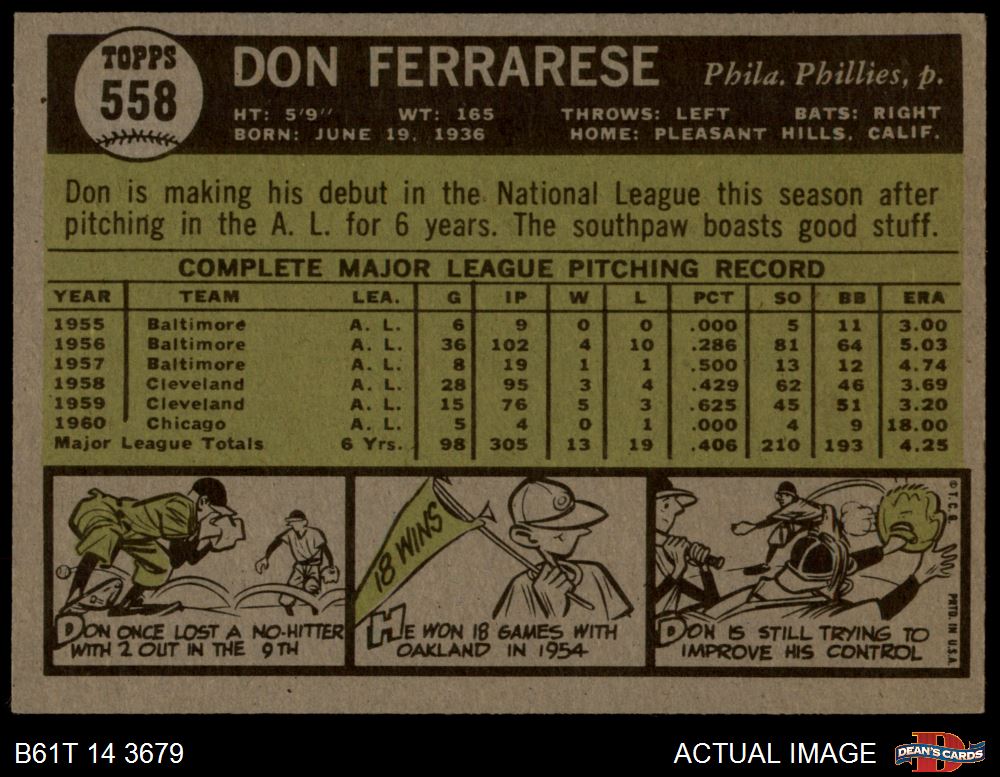 TOPPS
558
DON FERRARESE Phila. Phillies, p.
HT: 5'9" WT: 165 THROWS: LEFT BATS: RIGHT
BORN: JUNE 19, 1936 HOME: PLEASANT HILLS, CALIF.
Don is making his debut in the National League this season after
pitching in the A. L. for 6 years. The southpaw boasts good stuff.
COMPLETE MAJOR LEAGUE PITCHING RECORD
YEAR TEAM LEA. G IP W L PCT SO BB ERA
1955 Baltimore A. L. 6 9 0 0 .000 5 11 3.00
1956 Baltimore A. L. 36 102 4 10 .286 81 64 5.03
1957 Baltimore A. L. 8 19 1 1 .500 13 12 4.74
1958 Cleveland A. L. 28 95 3 4 .429 62 46 3.69
1959 Cleveland A. L. 15 76 5 3 .625 45 51 3.20
1960 Chicago A. L. 5 4 0 1 .000 4 9 18.00
Major League Totals 6 Yrs. 98 305 13 19 .406 210 193 4.25
DON ONCE LOST A NO-HITTER
WITH 2 OUT IN THE 9TH
18 WINS
HE WON 18 GAMES WITH
OAKLAND IN 1954
DON IS STILL TRYING TO
IMPROVE HIS CONTROL
© T. C. G.
PRTD. IN U.S.A.
B61T 14 3679
ACTUAL IMAGE
D
DEAN'S CARDS